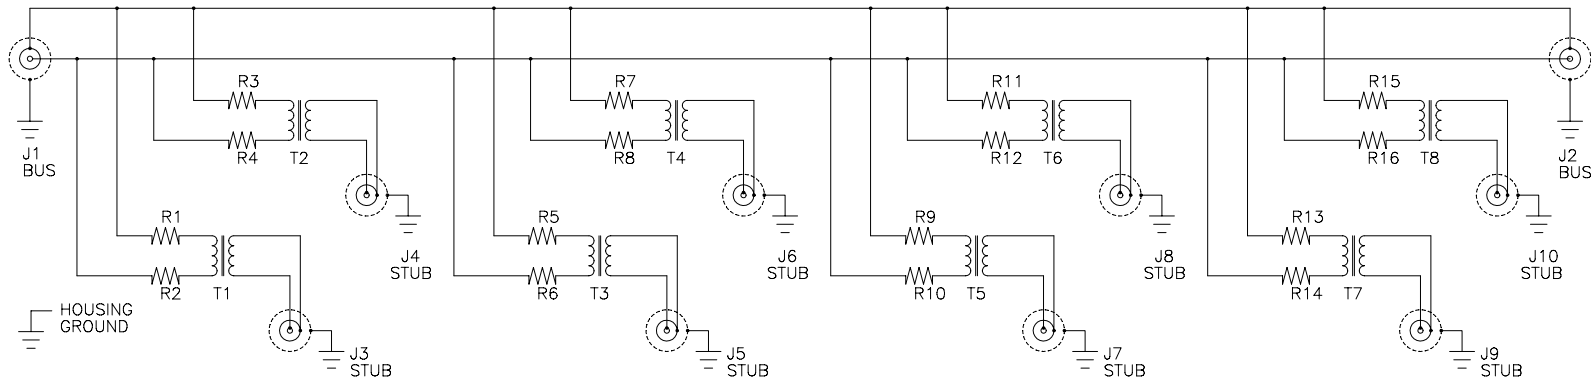 R3
R7
R11
R15
J1
BUS
R4
T2
R8
T4
R12
T6
R16
T8
J2
BUS
R1
R5
R9
R13
J4
STUB
J6
STUB
J8
STUB
J10
STUB
R2
T1
R6
T3
R10
T5
R14
T7
HOUSING
GROUND
J3
STUB
J5
STUB
J7
STUB
J9
STUB